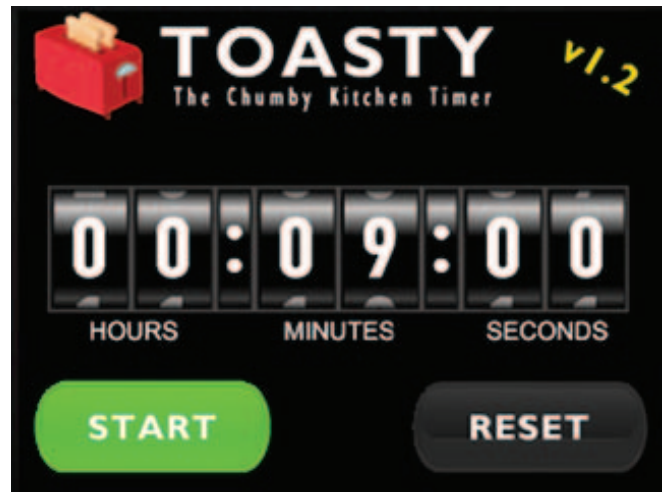 TOASTY
v1.2
The Chumby Kitchen Timer
00:09:00
HOURS MINUTES SECONDS
START RESET